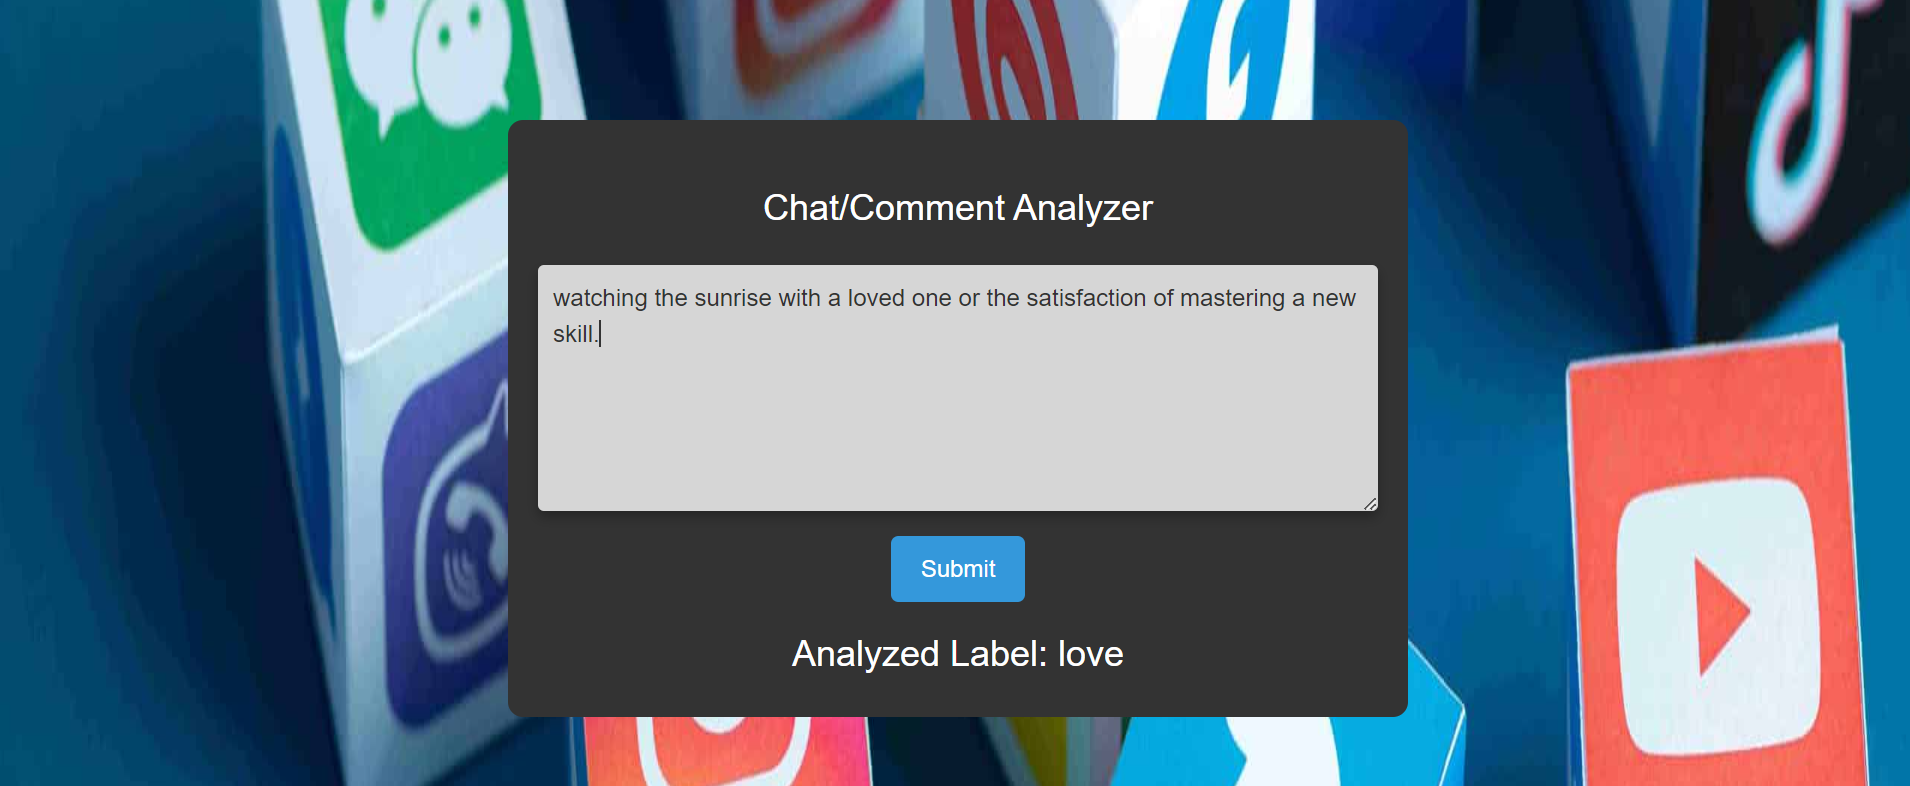 Chat/Comment Analyzer
watching the sunrise with a loved one or the satisfaction of mastering a new
skill.
Submit
Analyzed Label: love